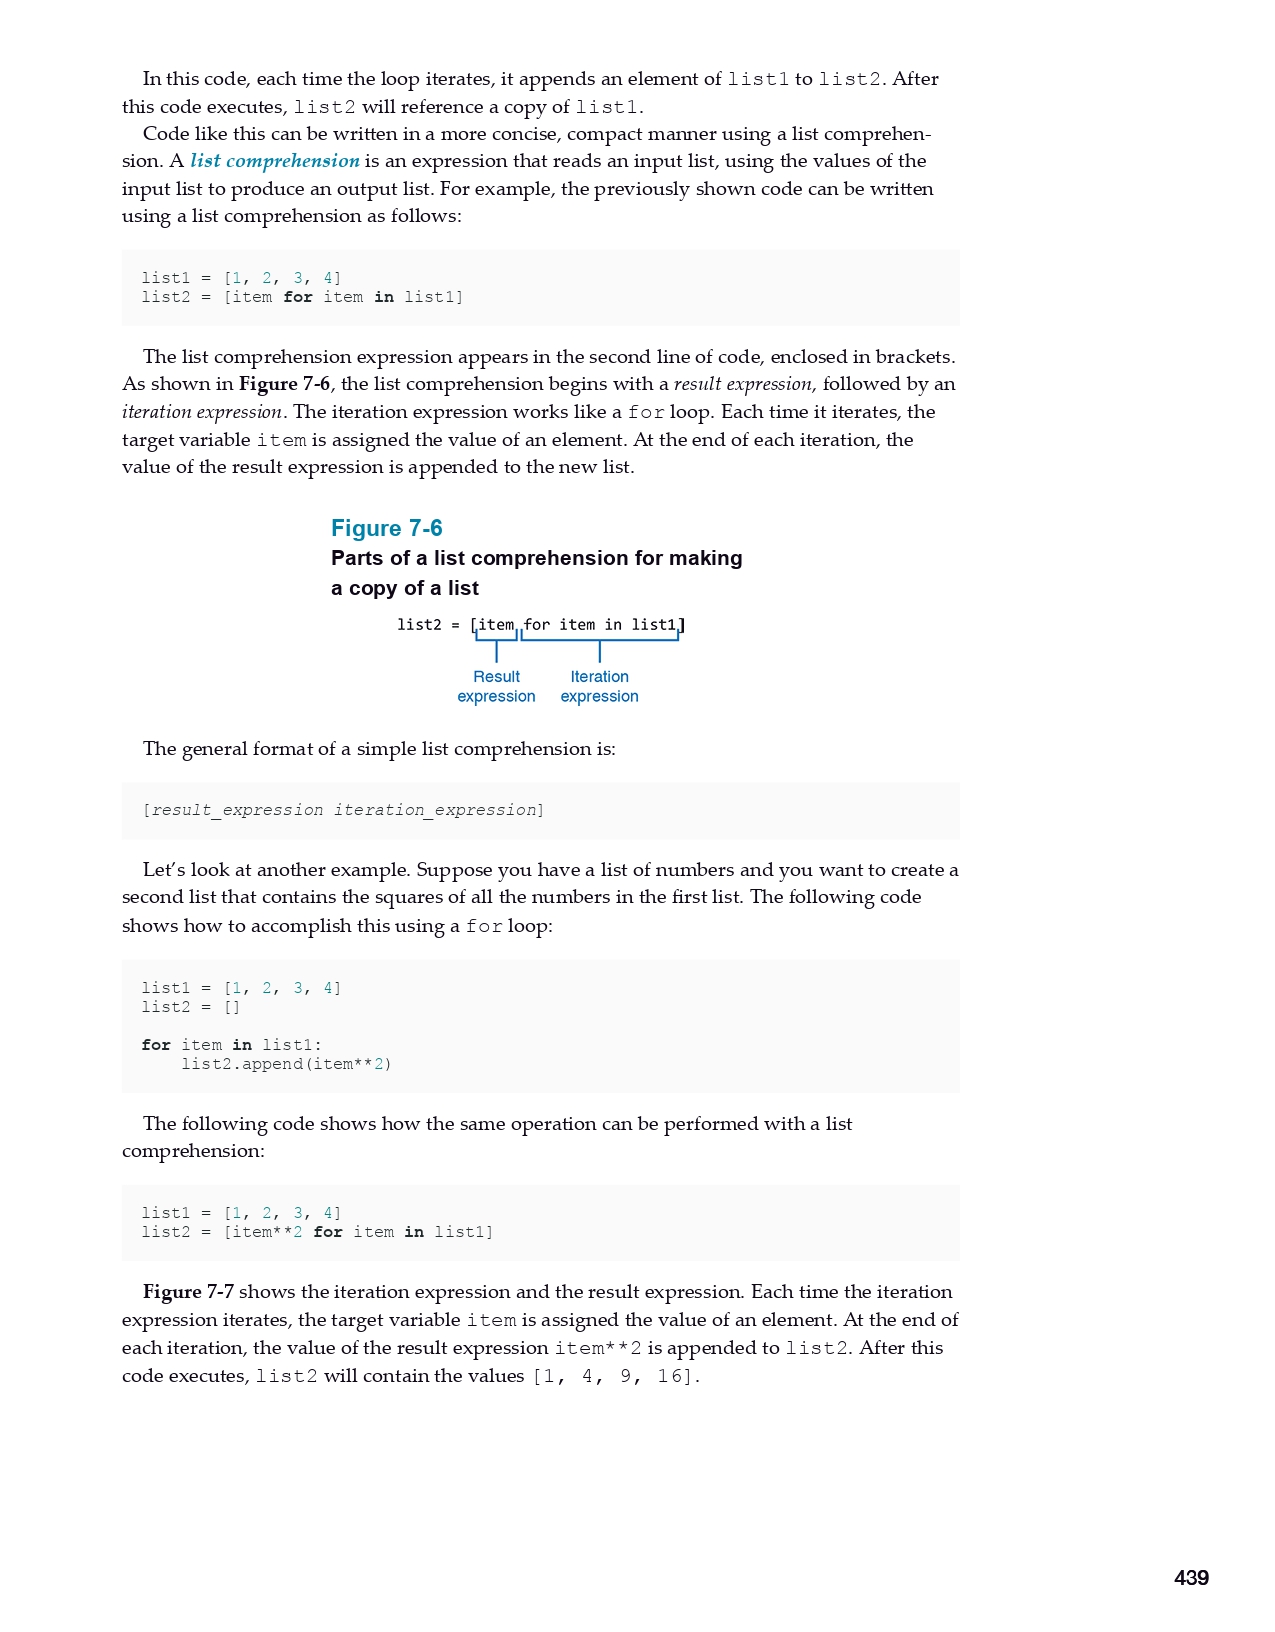 In this code, each time the loop iterates, it appends an element of list1 to list2. After
this code executes, list2 will reference a copy of list1.
Code like this can be written in a more concise, compact manner using a list comprehen-
sion. A list comprehension is an expression that reads an input list, using the values of the
input list to produce an output list. For example, the previously shown code can be written
using a list comprehension as follows:
list1 = [1, 2, 3, 4]
list2 = [item for item in list1]
The list comprehension expression appears in the second line of code, enclosed in brackets.
As shown in Figure 7-6, the list comprehension begins with a result expression, followed by an
iteration expression. The iteration expression works like a for loop. Each time it iterates, the
target variable item is assigned the value of an element. At the end of each iteration, the
value of the result expression is appended to the new list.
Figure 7-6
Parts of a list comprehension for making
a copy of a list
list2 = [item for item in list1]
Result Iteration
expression expression
The general format of a simple list comprehension is:
[result_expression iteration_expression]
Let’s look at another example. Suppose you have a list of numbers and you want to create a
second list that contains the squares of all the numbers in the first list. The following code
shows how to accomplish this using a for loop:
list1 = [1, 2, 3, 4]
list2 = []
for item in list1:
    list2.append(item**2)
The following code shows how the same operation can be performed with a list
comprehension:
list1 = [1, 2, 3, 4]
list2 = [item**2 for item in list1]
Figure 7-7 shows the iteration expression and the result expression. Each time the iteration
expression iterates, the target variable item is assigned the value of an element. At the end of
each iteration, the value of the result expression item**2 is appended to list2. After this
code executes, list2 will contain the values [1, 4, 9, 16].
439